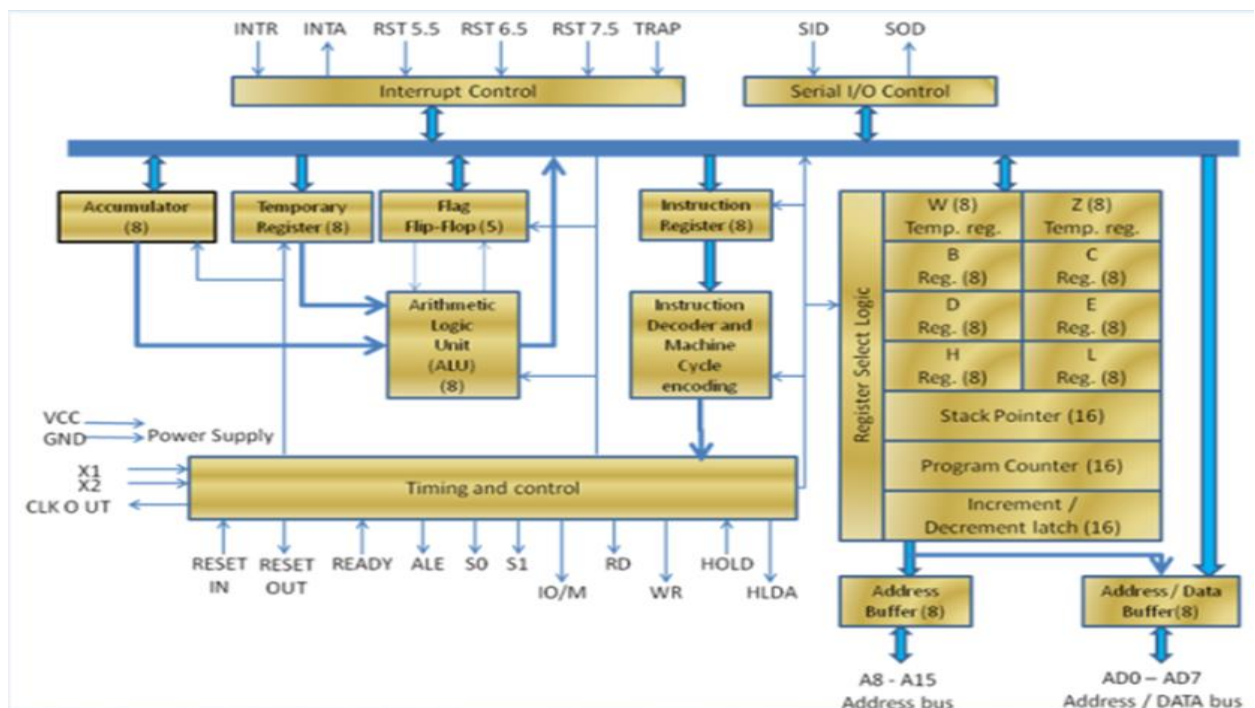 INTR INTA RST 5.5 RST 6.5 RST 7.5 TRAP SID SOD
Interrupt Control
Serial I/O Control
Accumulator
(8)
Temporary
Register (8)
Flag
Flip-Flop (5)
Instruction
Register (8)
Arithmetic
Logic
Unit
(ALU)
(8)
Instruction
Decoder and
Machine
Cycle
encoding
Register Select Logic
W (8)
Temp. reg.
Z (8)
Temp. reg.
B
Reg. (8)
C
Reg. (8)
D
Reg. (8)
E
Reg. (8)
H
Reg. (8)
L
Reg. (8)
Stack Pointer (16)
Program Counter (16)
Increment /
Decrement latch (16)
VCC
GND
Power Supply
X1
X2
CLK O UT
Timing and control
RESET
IN
RESET
OUT
READY
ALE
S0
S1
IO/M
RD
WR
HOLD
HLDA
Address
Buffer(8)
Address / Data
Buffer(8)
A8 - A15
Address bus
AD0 – AD7
Address / DATA bus